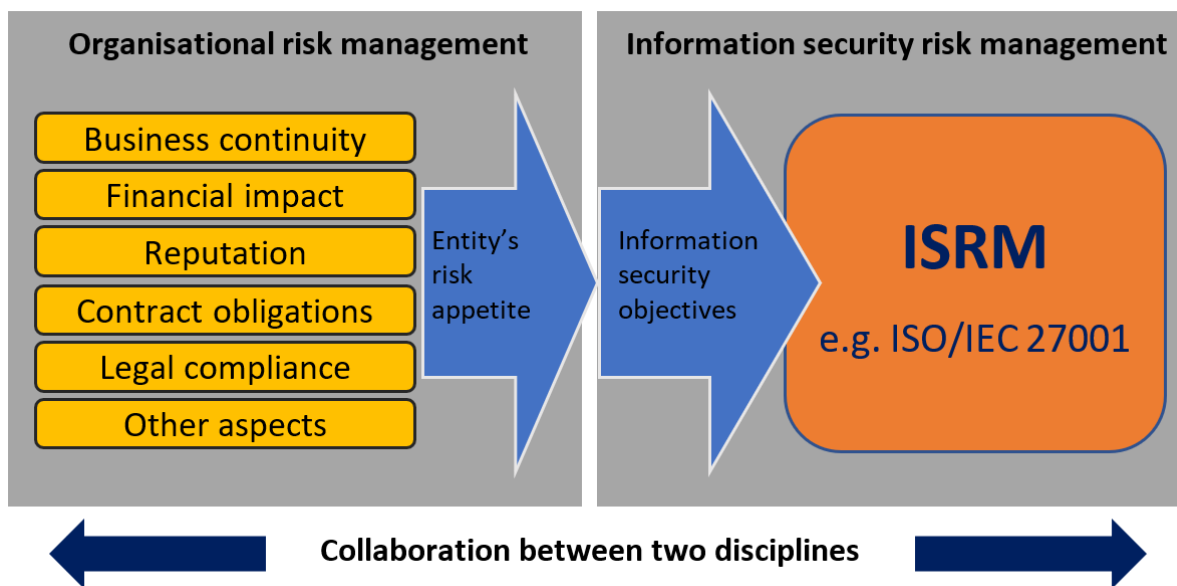 Organisational risk management
Business continuity
Financial impact
Reputation
Contract obligations
Legal compliance
Other aspects
Entity's
risk
appetite
Information security risk management
Information
security
objectives
ISRM
e.g. ISO/IEC 27001
Collaboration between two disciplines